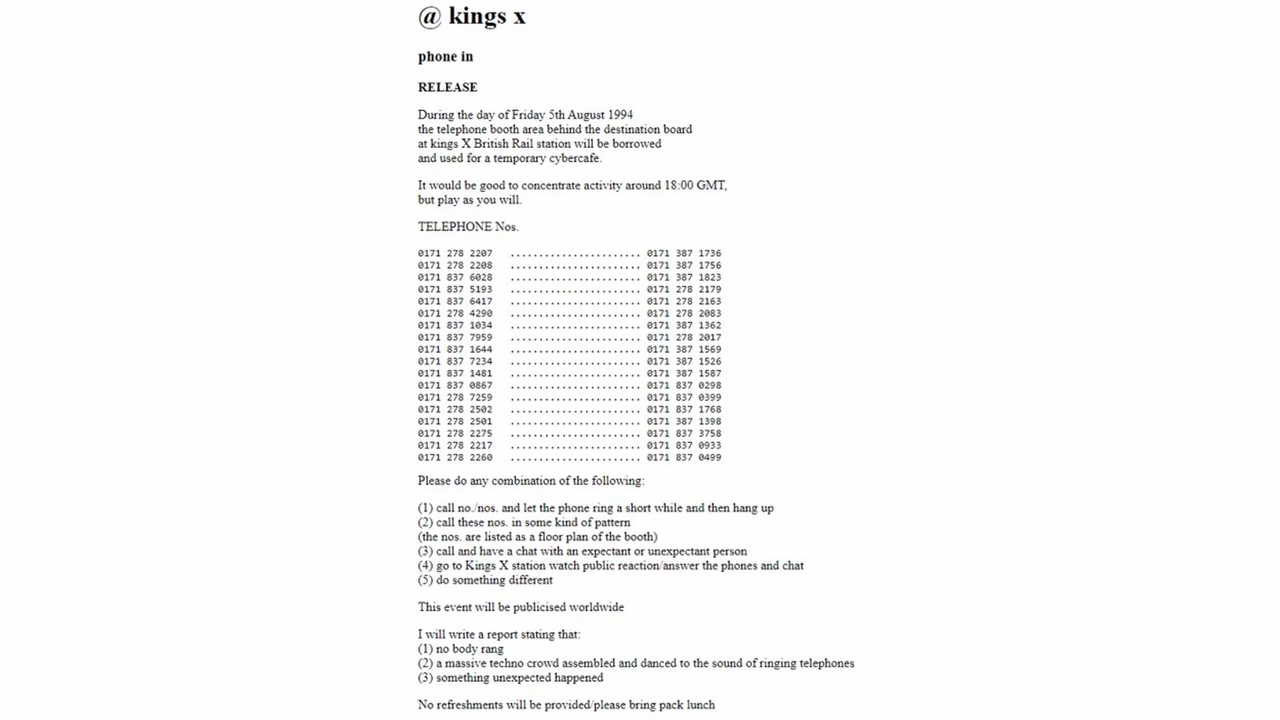 @ kings x
phone in
RELEASE
During the day of Friday 5th August 1994
the telephone booth area behind the destination board
at kings X British Rail station will be borrowed
and used for a temporary cybercafe.
It would be good to concentrate activity around 18:00 GMT,
but play as you will.
TELEPHONE Nos.
0171 278 2207 ....................... 0171 387 1736
0171 278 2208 ....................... 0171 387 1756
0171 837 6028 ....................... 0171 387 1823
0171 837 5193 ....................... 0171 278 2179
0171 837 6417 ....................... 0171 278 2163
0171 278 4290 ....................... 0171 278 2083
0171 837 1034 ....................... 0171 387 1362
0171 837 7959 ....................... 0171 278 2017
0171 837 1644 ....................... 0171 387 1569
0171 837 7234 ....................... 0171 387 1526
0171 837 1481 ....................... 0171 387 1587
0171 837 0867 ....................... 0171 837 0298
0171 278 7259 ....................... 0171 837 0399
0171 278 2502 ....................... 0171 837 1768
0171 278 2501 ....................... 0171 387 1398
0171 278 2275 ....................... 0171 837 3758
0171 278 2217 ....................... 0171 837 0933
0171 278 2260 ....................... 0171 837 0499
Please do any combination of the following:
(1) call no./nos. and let the phone ring a short while and then hang up
(2) call these nos. in some kind of pattern
(the nos. are listed as a floor plan of the booth)
(3) call and have a chat with an expectant or unexpectant person
(4) go to Kings X station watch public reaction/answer the phones and chat
(5) do something different
This event will be publicised worldwide
I will write a report stating that:
(1) no body rang
(2) a massive techno crowd assembled and danced to the sound of ringing telephones
(3) something unexpected happened
No refreshments will be provided/please bring pack lunch